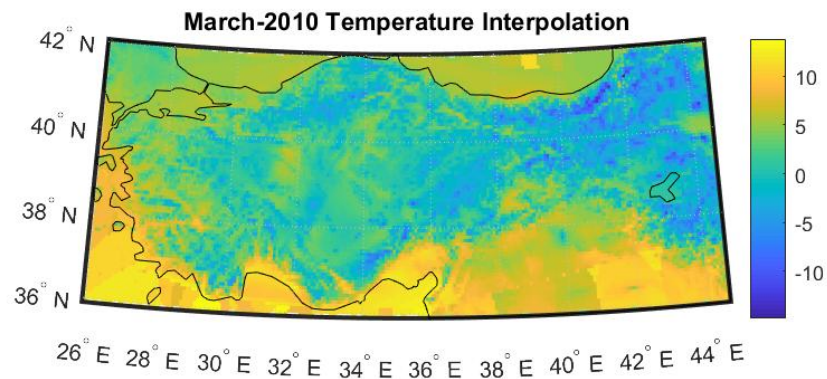 March-2010 Temperature Interpolation
42° N
40° N
38° N
36° N
26° E 28° E 30° E 32° E 34° E 36° E 38° E 40° E 42° E 44° E
10
5
0
-5
-10